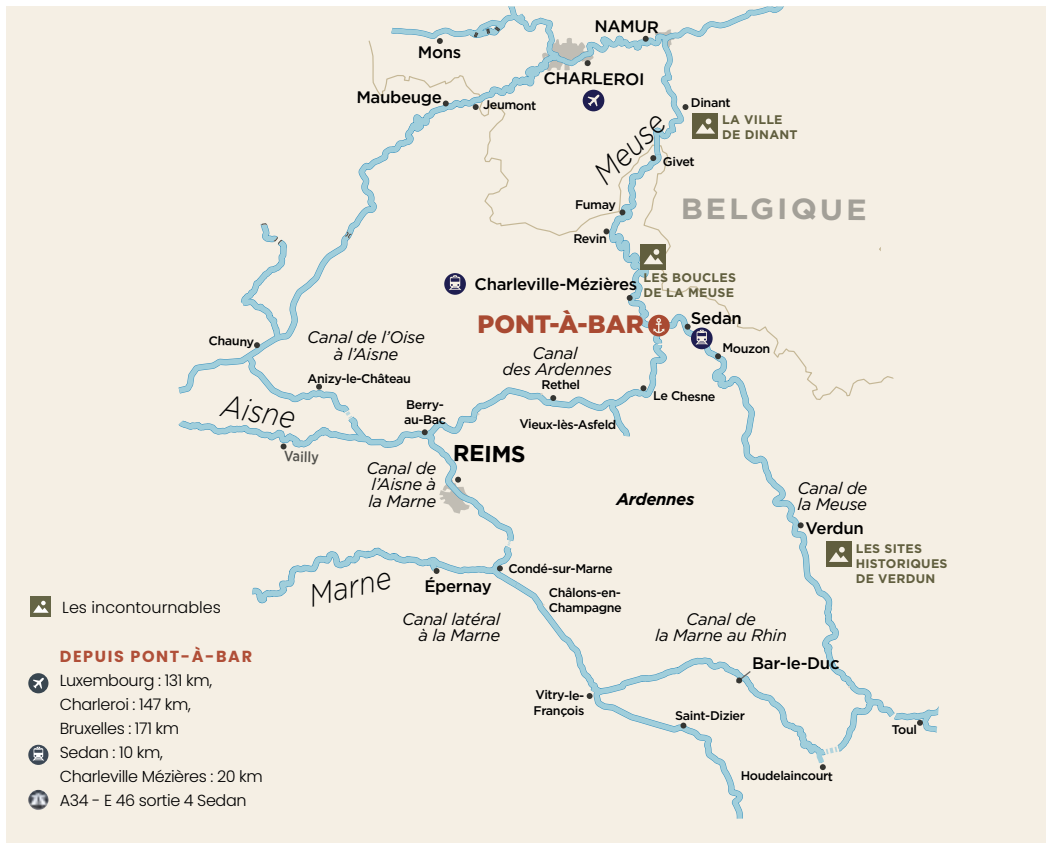 NAMUR
Mons
CHARLEROI
Maubeuge
Jeumont
Dinant
LA VILLE
DE DINANT
Meuse
Givet
Fumay
BELGIQUE
Revin
LES BOUCLES
DE LA MEUSE
Charleville-Mézières
PONT-À-BAR
Sedan
Chauny
Canal de l'Oise
à l'Aisne
Mouzon
Canal
des Ardennes
Anizy-le-Château
Rethel
Le Chesne
Aisne
Berry-
au-Bac
Vieux-lès-Asfeld
Vailly
REIMS
Canal de
l'Aisne à
la Marne
Ardennes
Canal de
la Meuse
Verdun
LES SITES
HISTORIQUES
DE VERDUN
Marne
Condé-sur-Marne
Épernay
Châlons-en-
Champagne
Canal latéral
à la Marne
Canal de
la Marne au Rhin
Bar-le-Duc
Vitry-le-
François
Saint-Dizier
Toul
Houdelaincourt
Les incontournables
DEPUIS PONT-À-BAR
Luxembourg : 131 km,
Charleroi : 147 km,
Bruxelles : 171 km
Sedan : 10 km,
Charleville Mézières : 20 km
A34 - E 46 sortie 4 Sedan